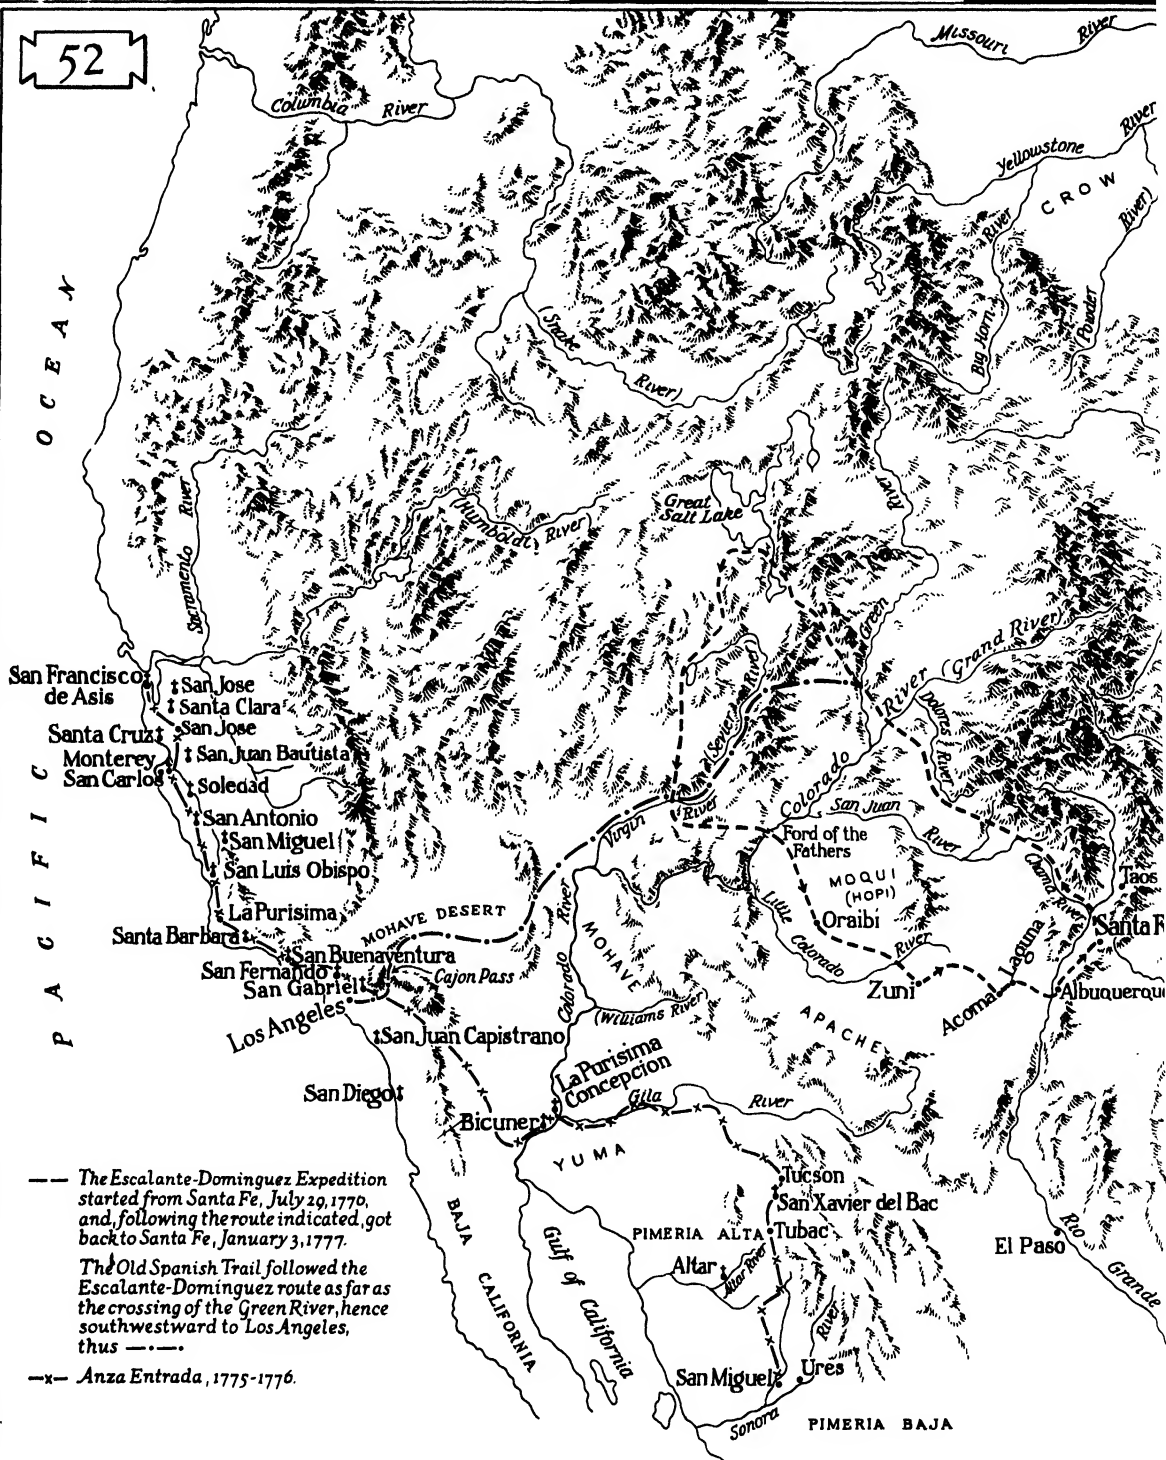 52
Missouri River
Columbia River
Yellowstone River
CROW
River
River)
Big Horn
Powder
Snake River)
River
Great
Salt Lake
(Humboldt) River)
Sacramento River
PACIFIC OCEAN
Green
River (Grand River)
Dolores River
(Sevier River)
Colorado
San Juan River
Virgin River
Chama River
Ford of the
Fathers
MOQUI
(HOPI)
Oraibi
Little Colorado River
Taos
Santa F
Laguna
Zuni
Acoma
Albuquerque
San Francisco
de Asis
San Jose
Santa Clara
San Jose
Santa Cruz
San Juan Bautista
Monterey
San Carlos
Soledad
San Antonio
San Miguel
San Luis Obispo
La Purisima
Santa Barbara
San Buenaventura
San Fernando
San Gabriel
Los Angeles
MOHAVE DESERT
Cajon Pass
San Juan Capistrano
San Diego
Colorado River
MOHAVE
(Williams River)
APACHE
La Purisima
Concepcion
Bicuner
Gila River
YUMA
Tucson
San Xavier del Bac
PIMERIA ALTA
Tubac
Altar
Altar River
El Paso
Rio Grande
BAJA CALIFORNIA
Gulf of California
San Miguel
Ures
Sonora River
PIMERIA BAJA
The Escalante-Dominguez Expedition
started from Santa Fe, July 29, 1770,
and, following the route indicated, got
back to Santa Fe, January 3, 1777.
The Old Spanish Trail followed the
Escalante-Dominguez route as far as
the crossing of the Green River, hence
southwestward to Los Angeles,
thus —·—·
—x— Anza Entrada, 1775-1776.